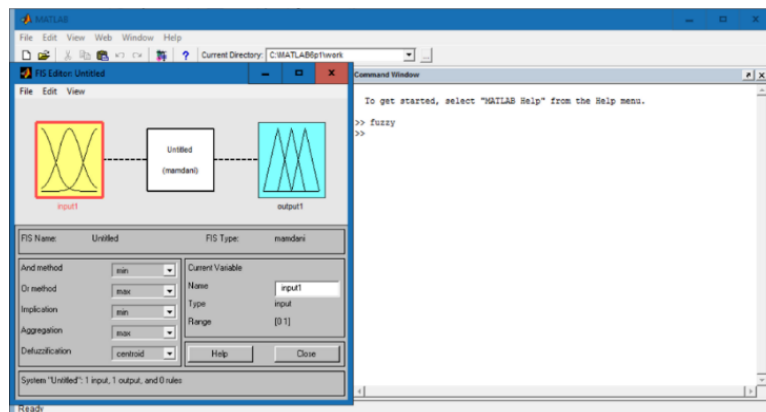 MATLAB
File Edit View Web Window Help
? Current Directory: C:\MATLAB6p1\work ...
FIS Editor: Untitled
File Edit View
Untitled
(mamdani)
input1
output1
FIS Name: Untitled FIS Type: mamdani
And method min
Or method max
Implication min
Aggregation max
Defuzzification centroid
Current Variable
Name input1
Type input
Range [0 1]
Help Close
System "Untitled": 1 input, 1 output, and 0 rules
Ready
Command Window
To get started, select "MATLAB Help" from the Help menu.
>> fuzzy
>>